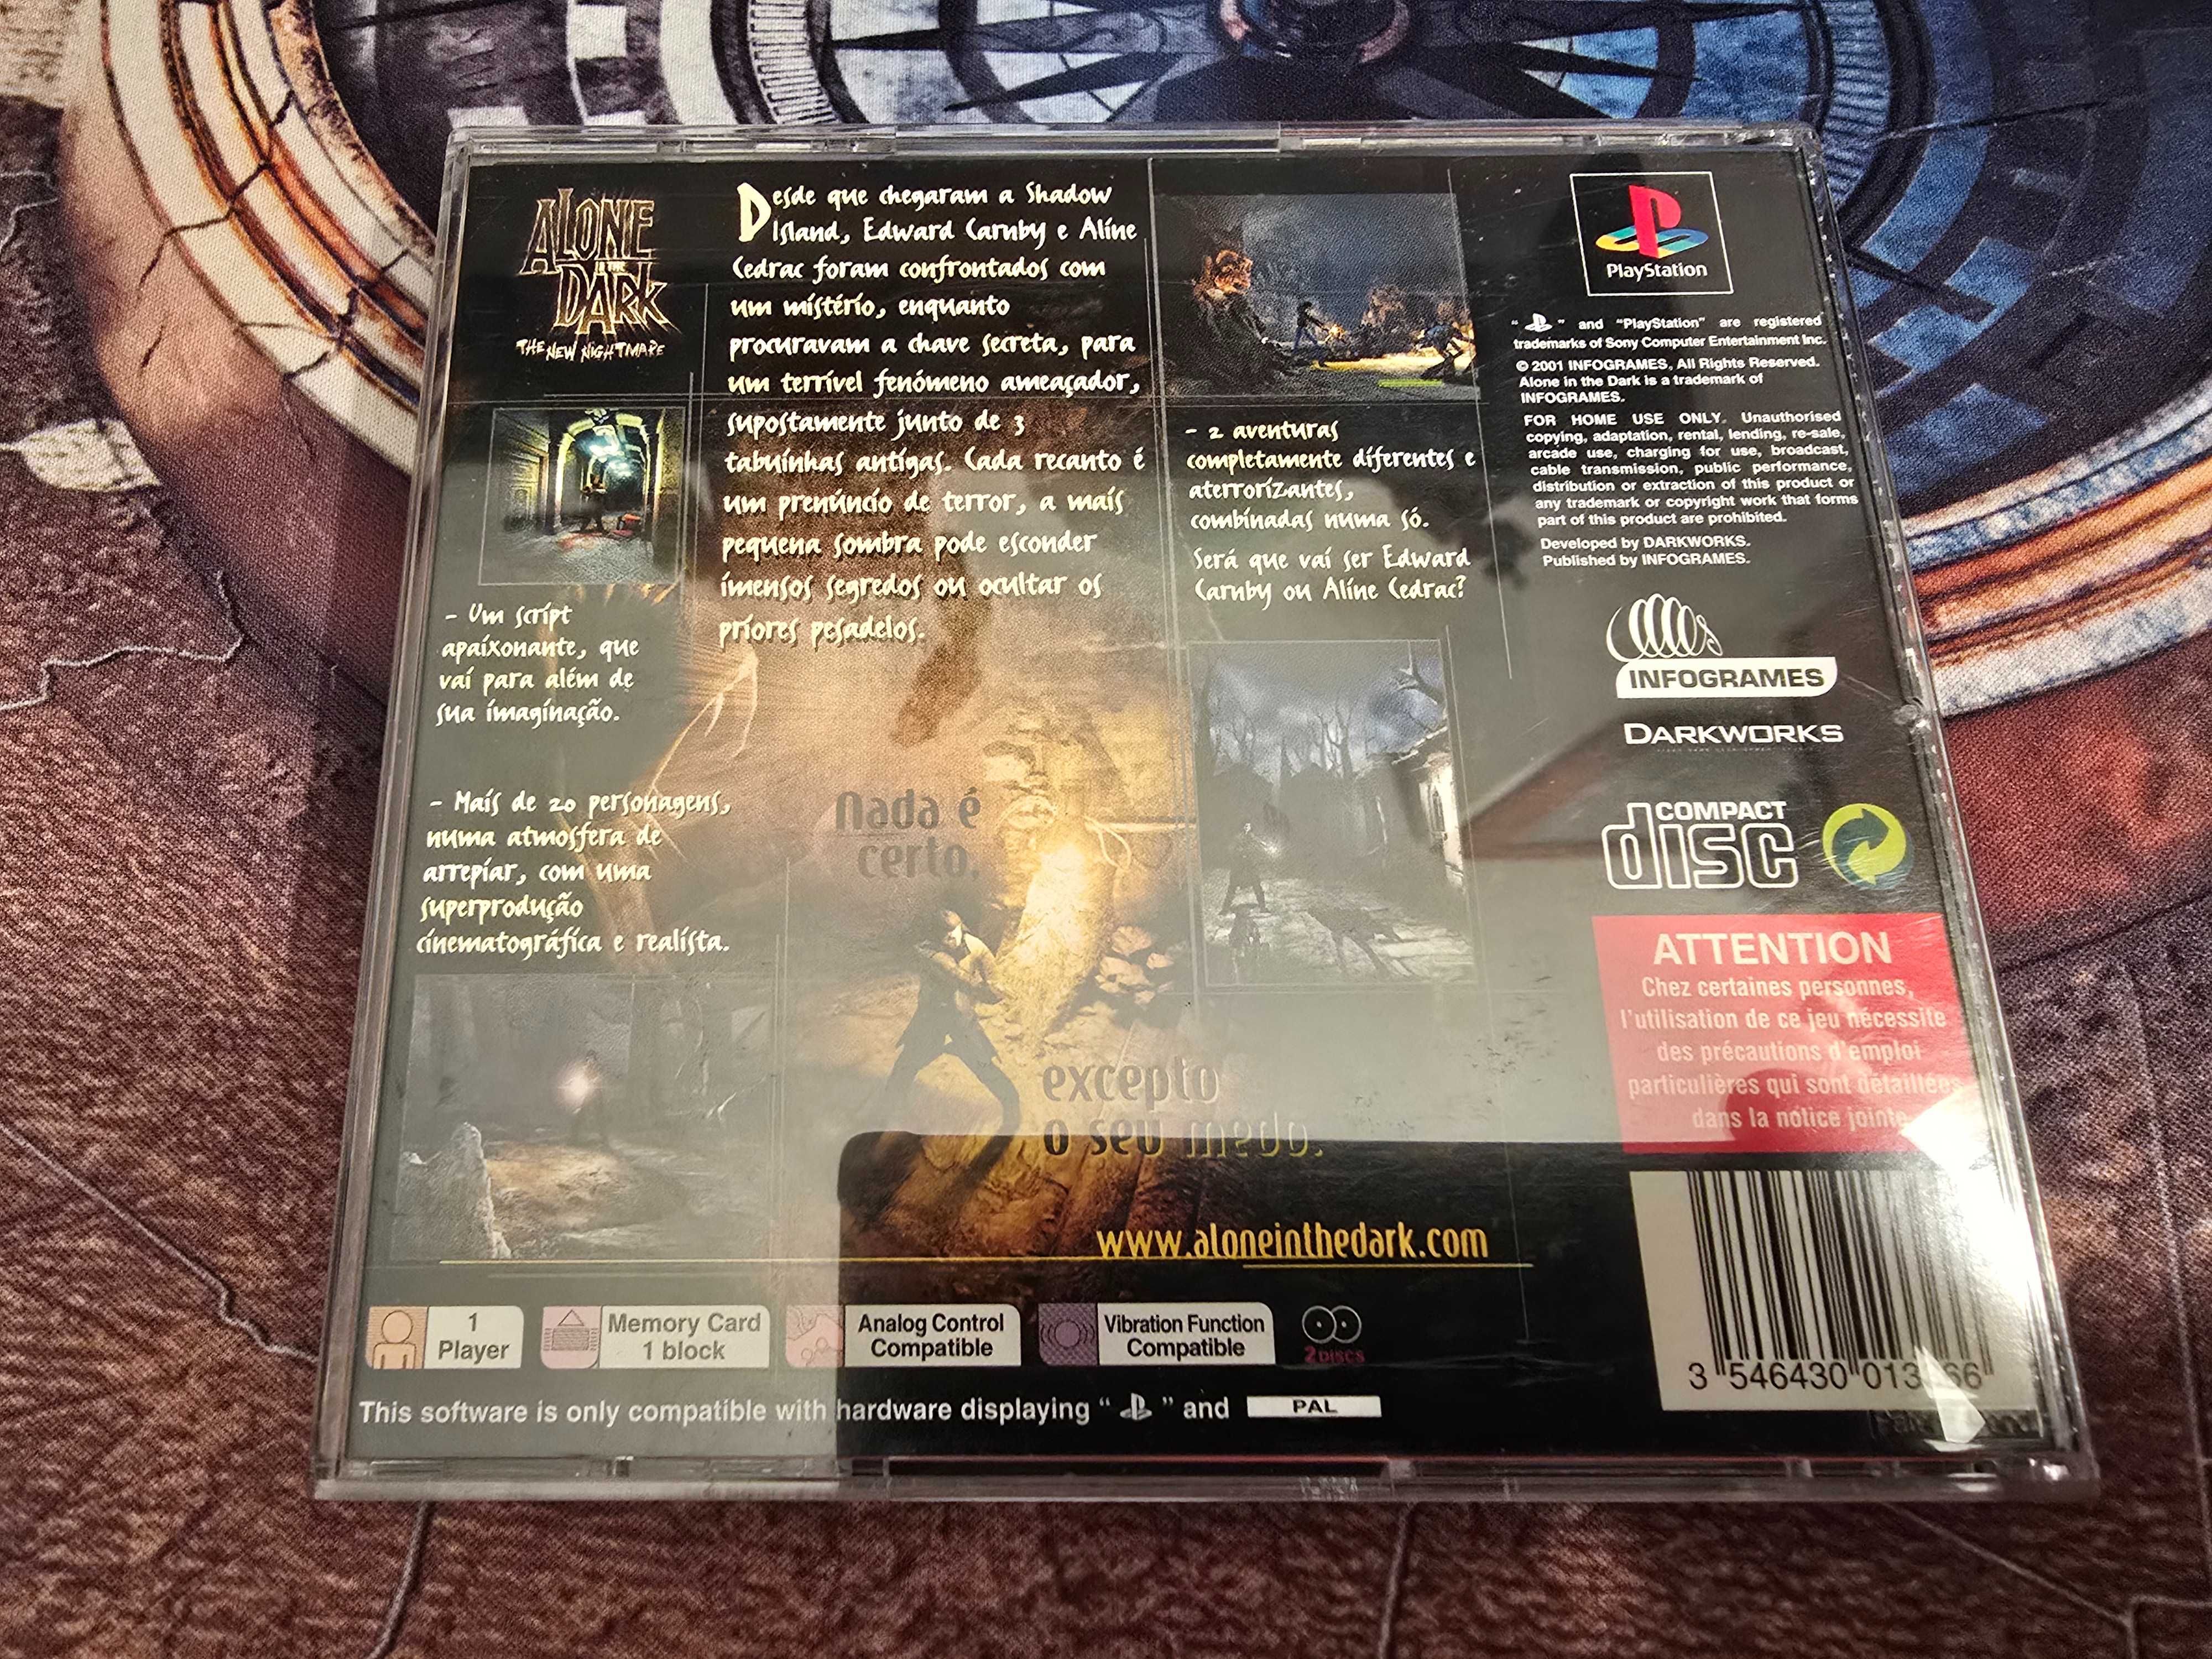 ALONE
IN THE
DARK
THE NEW NIGHTMARE
Desde que chegaram a Shadow
Island, Edward Carnby e Aline
Cedrac foram confrontados com
um mistério, enquanto
procuravam a chave secreta, para
um terrível fenómeno ameaçador,
supostamente junto de 3
tabuínhas antigas. Cada recanto é
um prenúncio de terror, a mais
pequena sombra pode esconder
imensos segredos ou ocultar os
priores pesadelos.
- Um script
apaixonante, que
vai para além de
sua imaginação.
- Mais de 20 personagens,
numa atmosfera de
arrepiar, com uma
superprodução
cinematográfica e realista.
- 2 aventuras
completamente diferentes e
aterrorizantes,
combinadas numa só.
Será que vai ser Edward
Carnby ou Aline Cedrac?
Nada é
certo.
excepto
o seu medo.
www.aloneinthedark.com
PlayStation
" " and "PlayStation" are registered
trademarks of Sony Computer Entertainment Inc.
© 2001 INFOGRAMES, All Rights Reserved.
Alone in the Dark is a trademark of
INFOGRAMES.
FOR HOME USE ONLY. Unauthorised
copying, adaptation, rental, lending, re-sale,
arcade use, charging for use, broadcast,
cable transmission, public performance,
distribution or extraction of this product or
any trademark or copyright work that forms
part of this product are prohibited.
Developed by DARKWORKS.
Published by INFOGRAMES.
INFOGRAMES
DARKWORKS
COMPACT
disc
ATTENTION
Chez certaines personnes,
l'utilisation de ce jeu nécessite
des précautions d'emploi
particulières qui sont détaillées
dans la notice jointe
3 546430 013 66
1
Player
Memory Card
1 block
Analog Control
Compatible
Vibration Function
Compatible
2 DISCS
This software is only compatible with hardware displaying " " and PAL